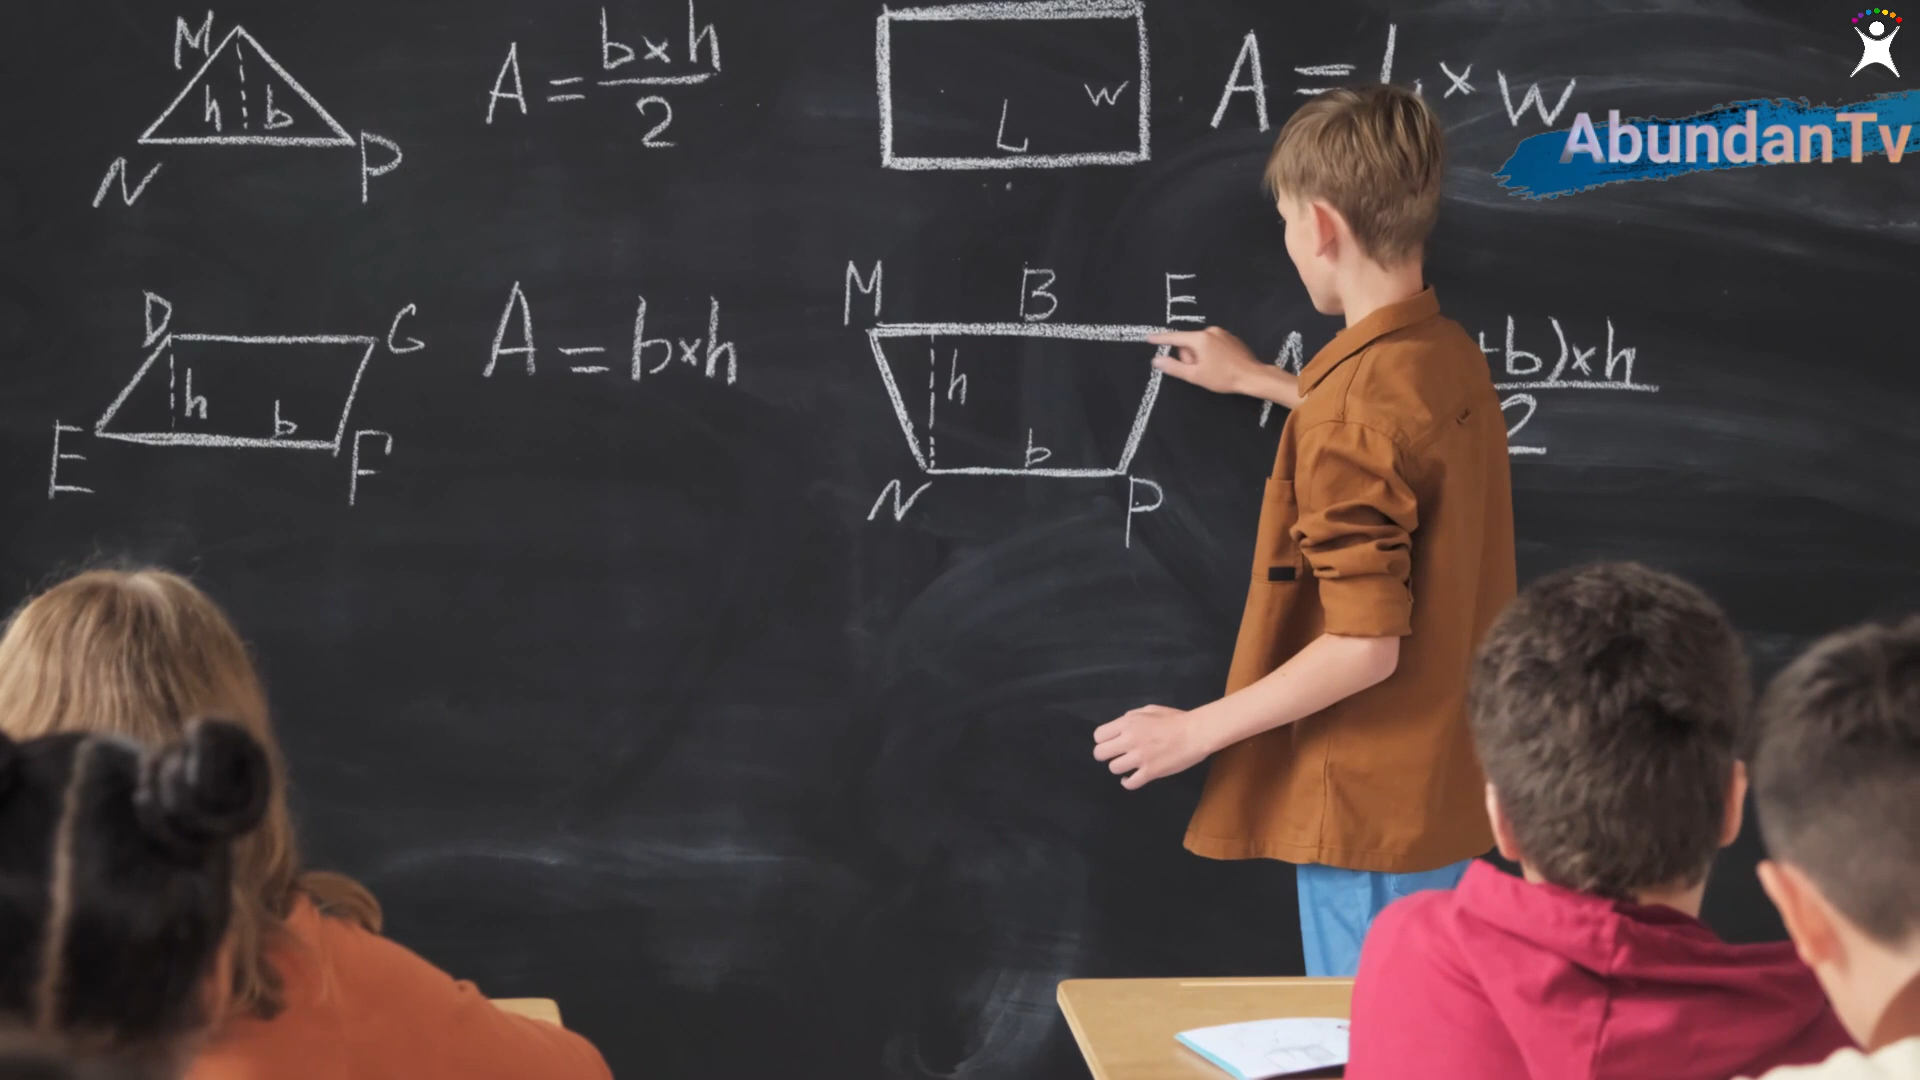 M
h b
N P
A = b×h
2
L w
A = L × w
AbundanTv
D G
h
b
E F
A = b×h
M B E
h
b
N P
+b)×h
2